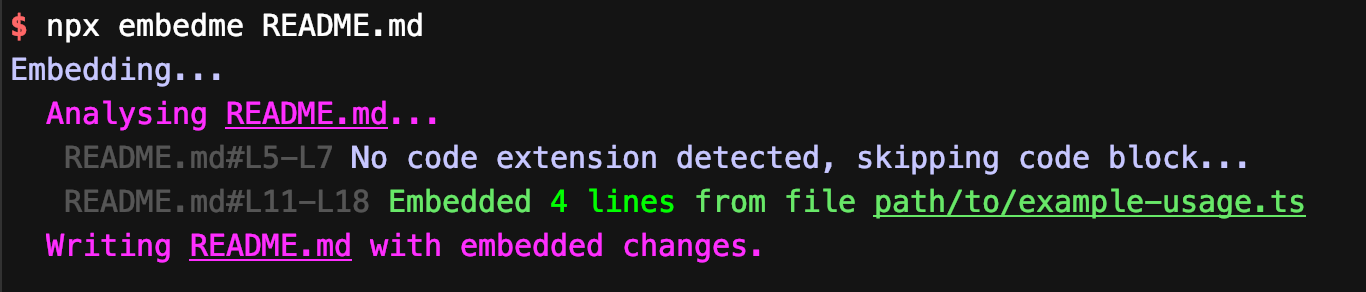 $ npx embedme README.md
Embedding...
Analysing README.md...
README.md#L5-L7 No code extension detected, skipping code block...
README.md#L11-L18 Embedded 4 lines from file path/to/example-usage.ts
Writing README.md with embedded changes.